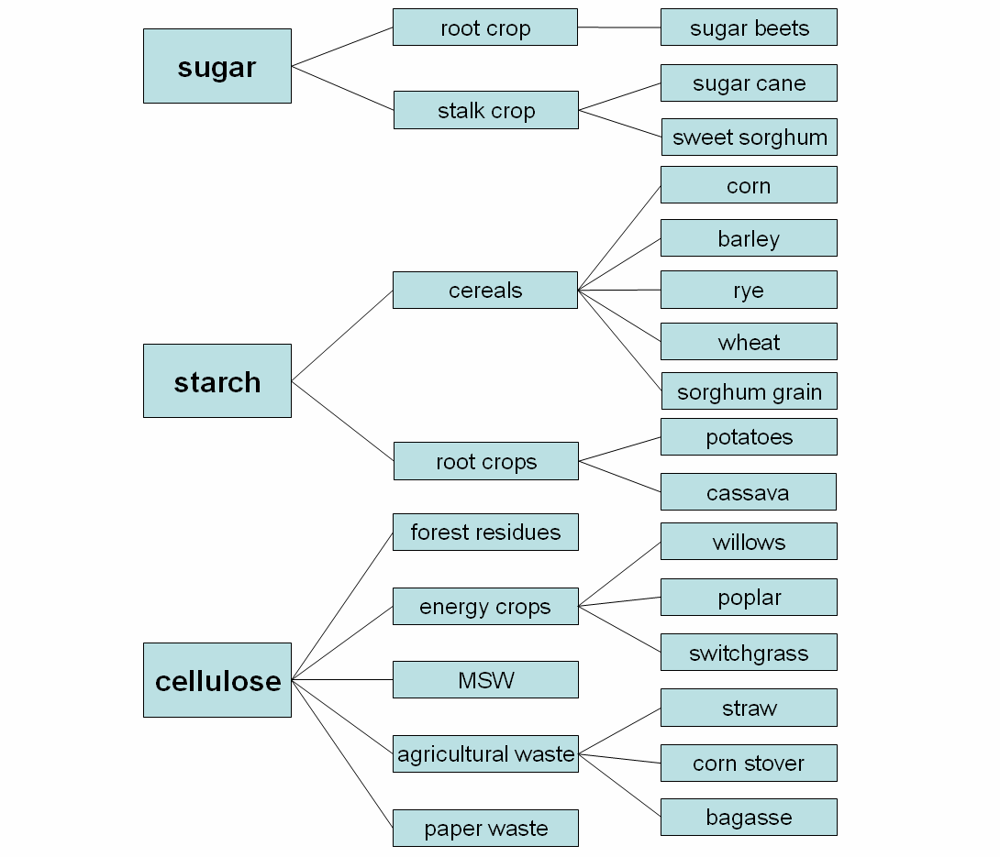 sugar
root crop
sugar beets
stalk crop
sugar cane
sweet sorghum
starch
cereals
corn
barley
rye
wheat
sorghum grain
root crops
potatoes
cassava
cellulose
forest residues
energy crops
willows
poplar
switchgrass
MSW
agricultural waste
straw
corn stover
bagasse
paper waste